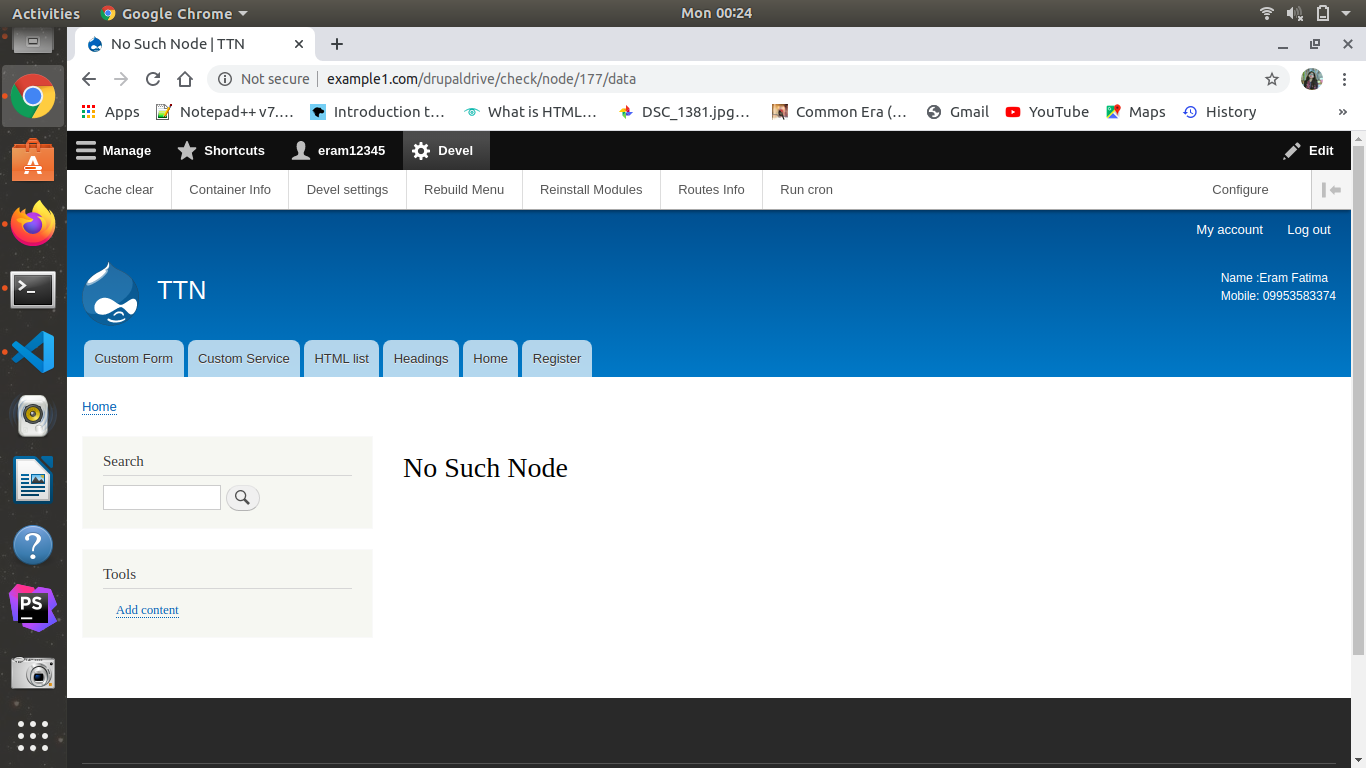 Activities Google Chrome Mon 00:24
No Such Node | TTN
Not secure example1.com/drupaldrive/check/node/177/data
Apps Notepad++ v7.… Introduction t… What is HTML… DSC_1381.jpg… Common Era (… Gmail YouTube Maps History »
Manage Shortcuts eram12345 Devel Edit
Cache clear Container Info Devel settings Rebuild Menu Reinstall Modules Routes Info Run cron Configure
My account Log out
TTN
Name :Eram Fatima
Mobile: 09953583374
Custom Form Custom Service HTML list Headings Home Register
Home
Search
No Such Node
Tools
Add content
PS